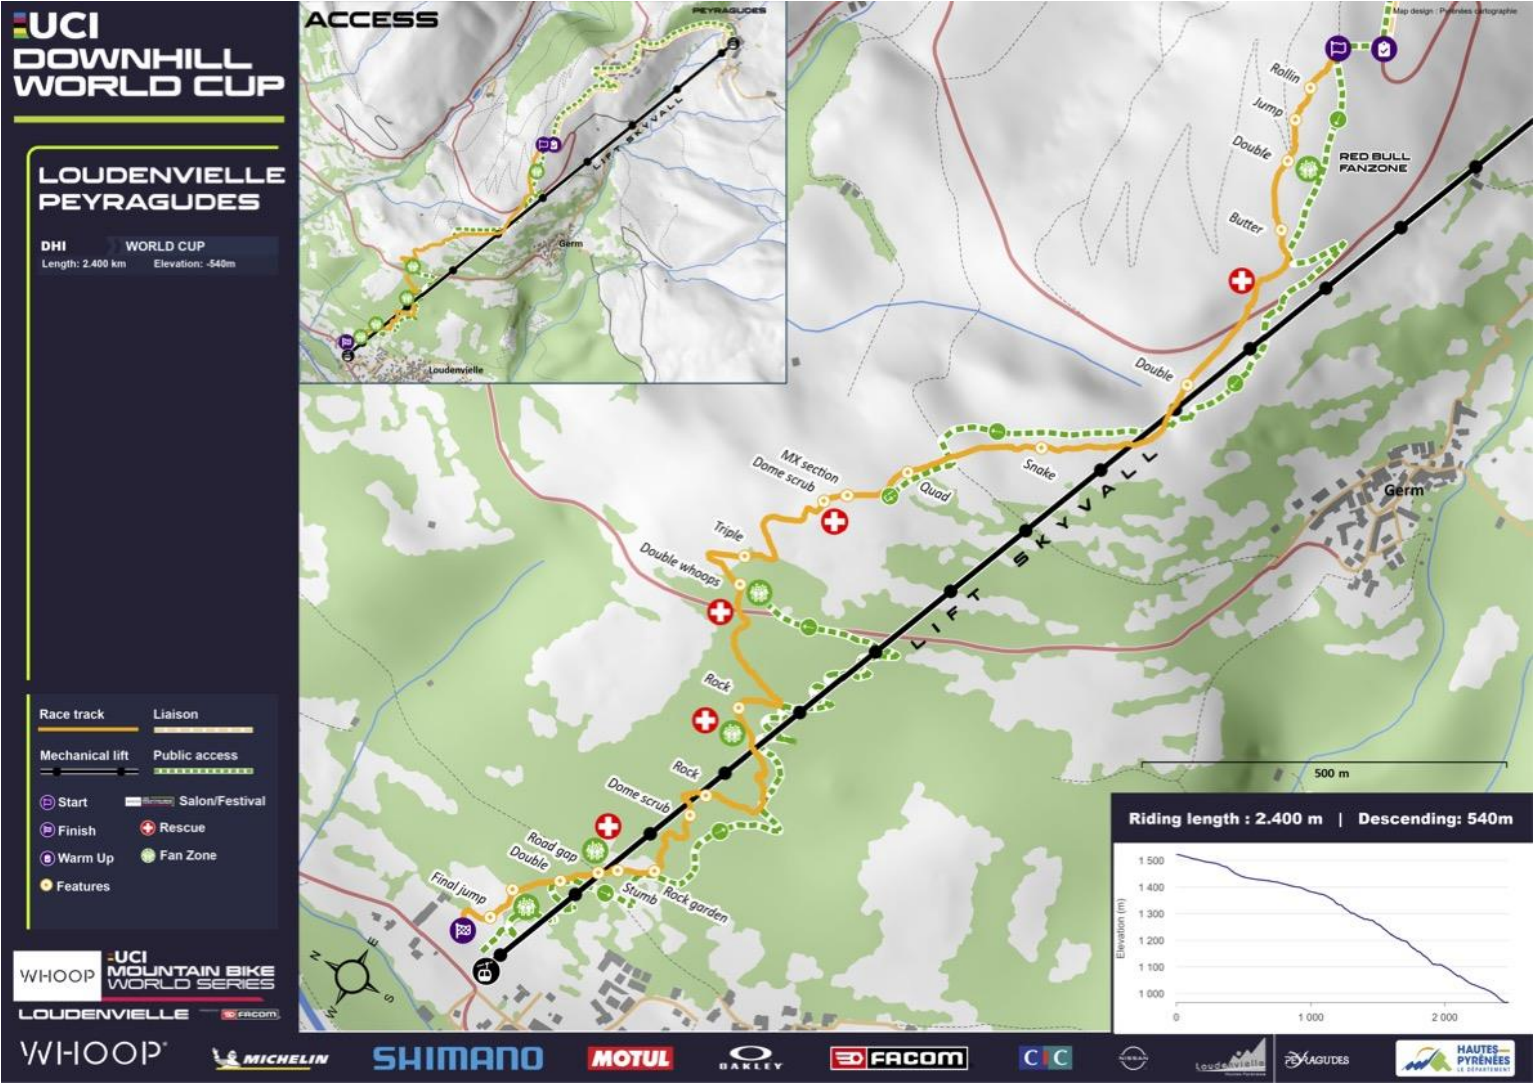 UCI
DOWNHILL
WORLD CUP
LOUDENVIELLE
PEYRAGUDES
DHI WORLD CUP
Length: 2.400 km Elevation: -540m
Race track Liaison
Mechanical lift Public access
Start Salon/Festival
Finish Rescue
Warm Up Fan Zone
Features
WHOOP
UCI
MOUNTAIN BIKE
WORLD SERIES
LOUDENVIELLE FACOM
ACCESS
PEYRAGUDES
LIFT SKYVALL
Germ
Loudenvielle
Map design : Pyrénées cartographie
Rollin
Jump
Double
RED BULL
FANZONE
Butter
Double
MX section
Dome scrub
Snake
Quad
Germ
Triple
Double whoops
LIFT SKYVALL
Rock
Rock
Dome scrub
Road gap
Double
Final jump
Stumb
Rock garden
N
E
S
W
500 m
Riding length : 2.400 m | Descending: 540m
Elevation (m)
1 500
1 400
1 300
1 200
1 100
1 000
0 1 000 2 000
WHOOP
MICHELIN
SHIMANO
MOTUL
OAKLEY
FACOM
CIC
NISSAN
Loudenvielle
PEYRAGUDES
HAUTES-
PYRÉNÉES
LE DÉPARTEMENT